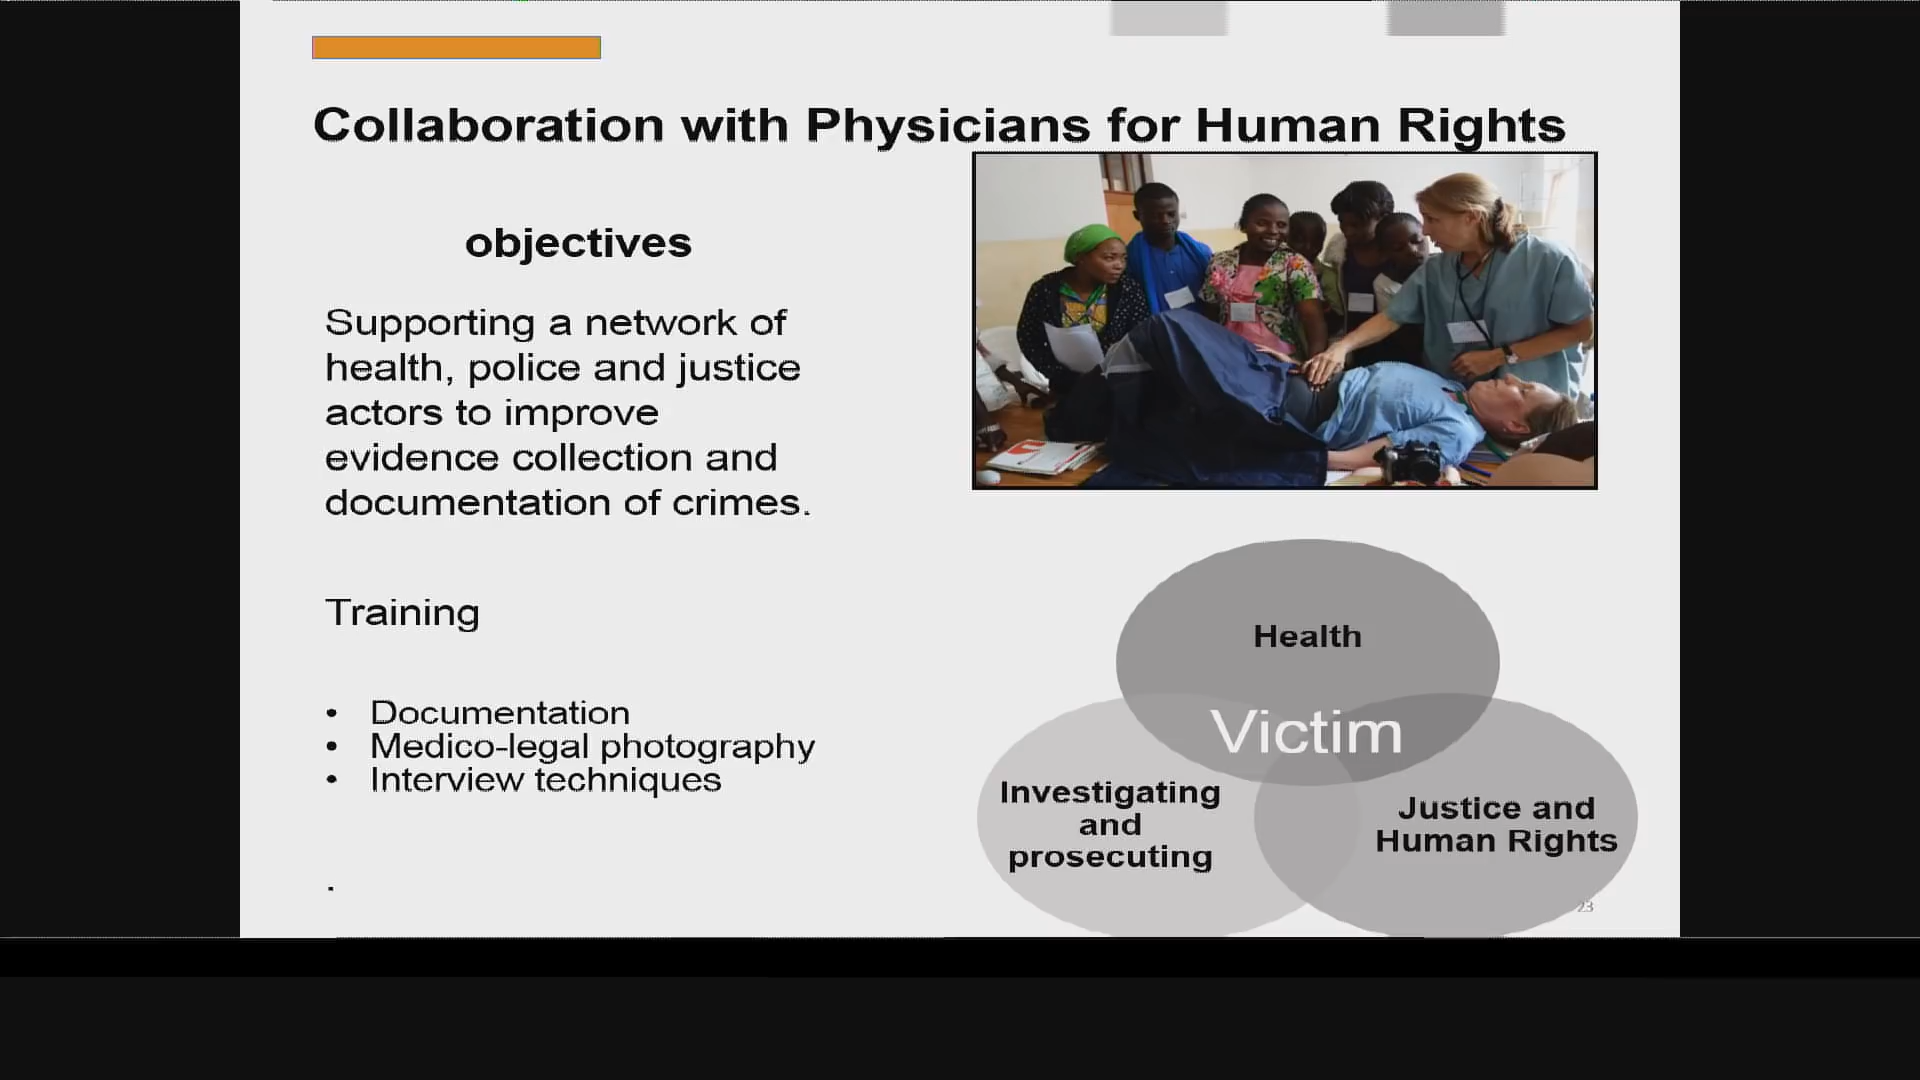 Collaboration with Physicians for Human Rights
objectives
Supporting a network of
health, police and justice
actors to improve
evidence collection and
documentation of crimes.
Training
• Documentation
• Medico-legal photography
• Interview techniques
.
Health
Victim
Investigating
and
prosecuting
Justice and
Human Rights
23